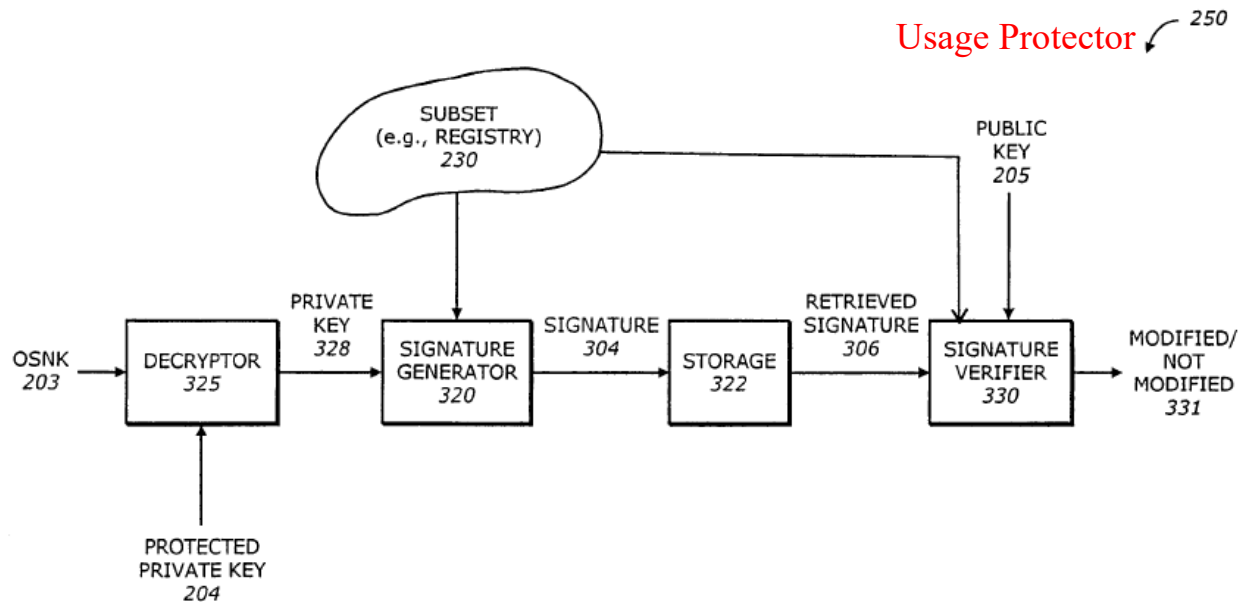 250
Usage Protector
SUBSET
(e.g., REGISTRY)
230
PUBLIC
KEY
205
PRIVATE
KEY
328
RETRIEVED
SIGNATURE
306
SIGNATURE
304
OSNK
203
DECRYPTOR
325
SIGNATURE
GENERATOR
320
STORAGE
322
SIGNATURE
VERIFIER
330
MODIFIED/
NOT
MODIFIED
331
PROTECTED
PRIVATE KEY
204